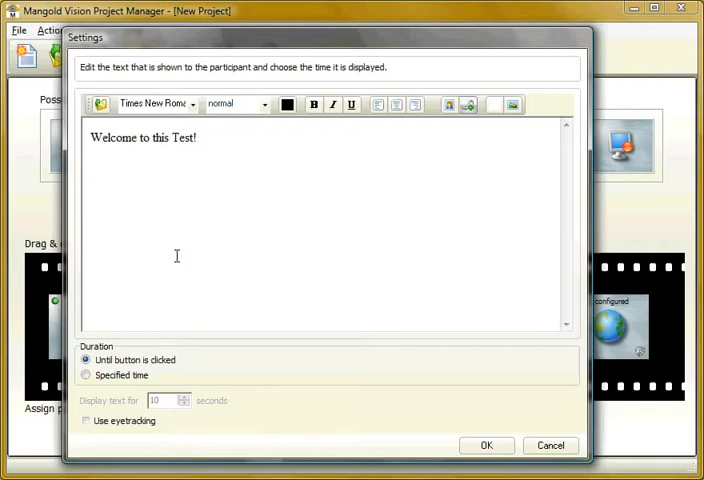 Mangold Vision Project Manager - [New Project]
File
Settings
Edit the text that is shown to the participant and choose the time it is displayed.
Times New Roma
normal
B I U
Welcome to this Test!
Drag &
configured
Duration
Until button is clicked
Specified time
Display text for 10 seconds
Use eyetracking
Assign p
OK Cancel